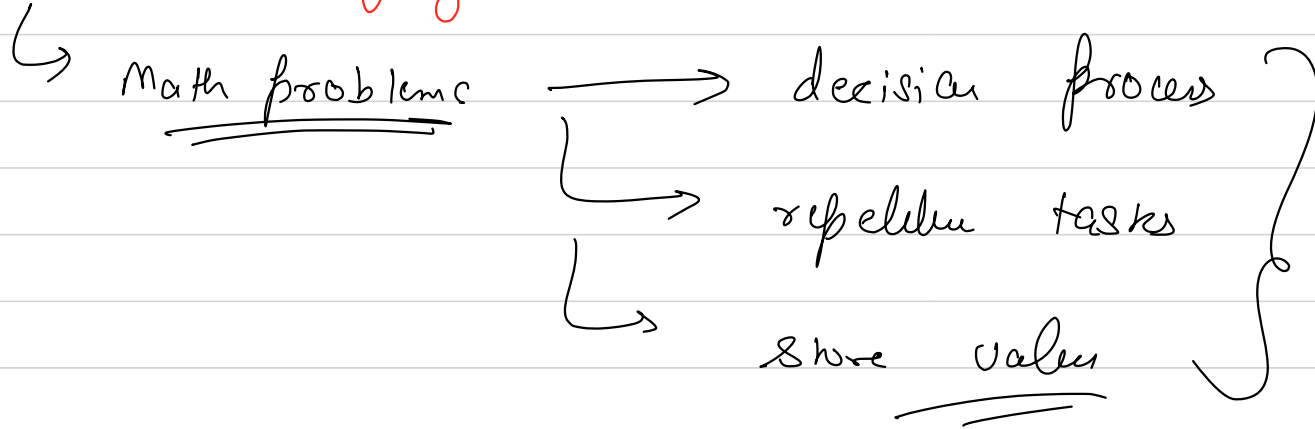 Math problems decision process
repetitive tasks
store values